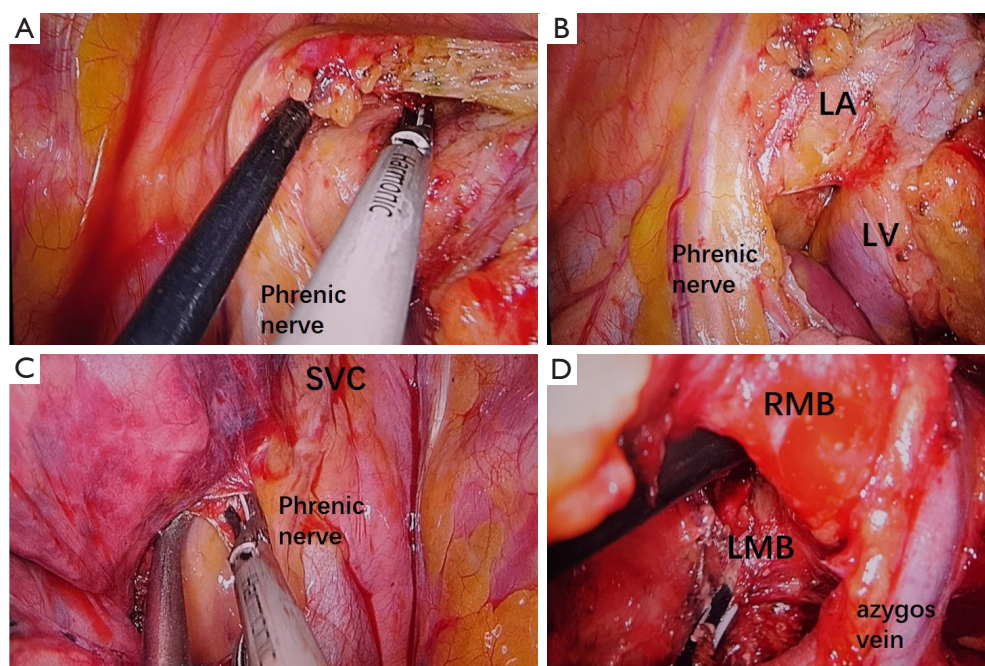 A
Harmonic
Phrenic
nerve
B
LA
LV
Phrenic
nerve
C
SVC
Phrenic
nerve
D
RMB
LMB
azygos
vein